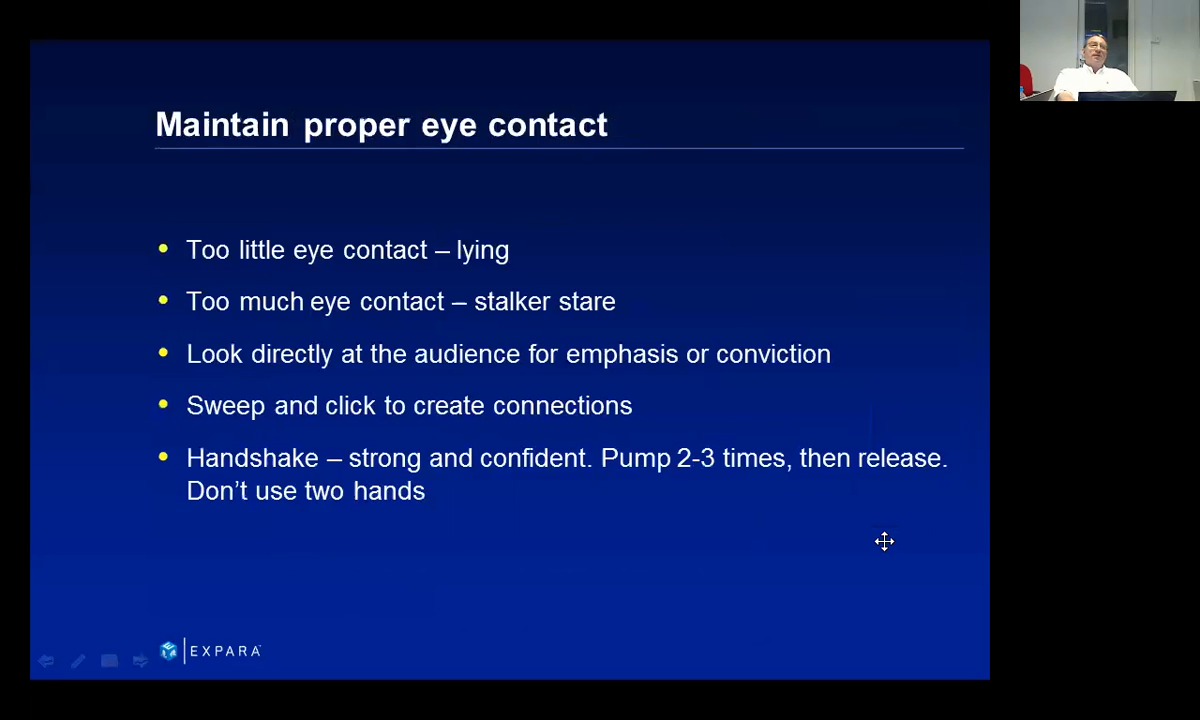 Maintain proper eye contact
• Too little eye contact – lying
• Too much eye contact – stalker stare
• Look directly at the audience for emphasis or conviction
• Sweep and click to create connections
• Handshake – strong and confident. Pump 2-3 times, then release.
Don’t use two hands
EXPARA